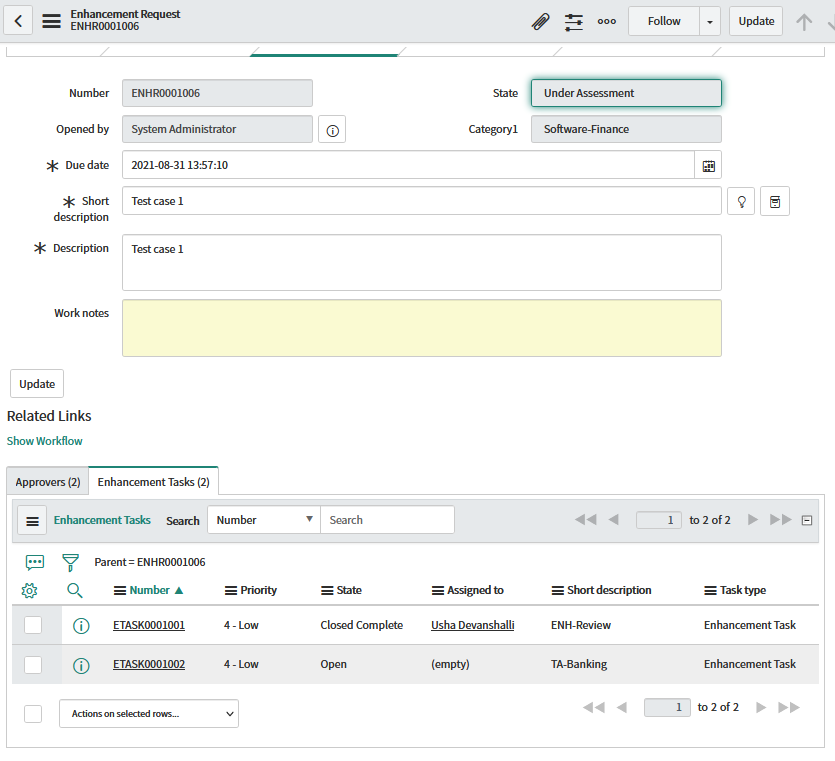 Enhancement Request
ENHR0001006
Follow
Update
Number ENHR0001006 State Under Assessment
Opened by System Administrator Category1 Software-Finance
Due date 2021-08-31 13:57:10
Short description Test case 1
Description Test case 1
Work notes
Update
Related Links
Show Workflow
Approvers (2) Enhancement Tasks (2)
Enhancement Tasks Search Number Search 1 to 2 of 2
Parent = ENHR0001006
Number Priority State Assigned to Short description Task type
ETASK0001001 4 - Low Closed Complete Usha Devanshalli ENH-Review Enhancement Task
ETASK0001002 4 - Low Open (empty) TA-Banking Enhancement Task
Actions on selected rows... 1 to 2 of 2